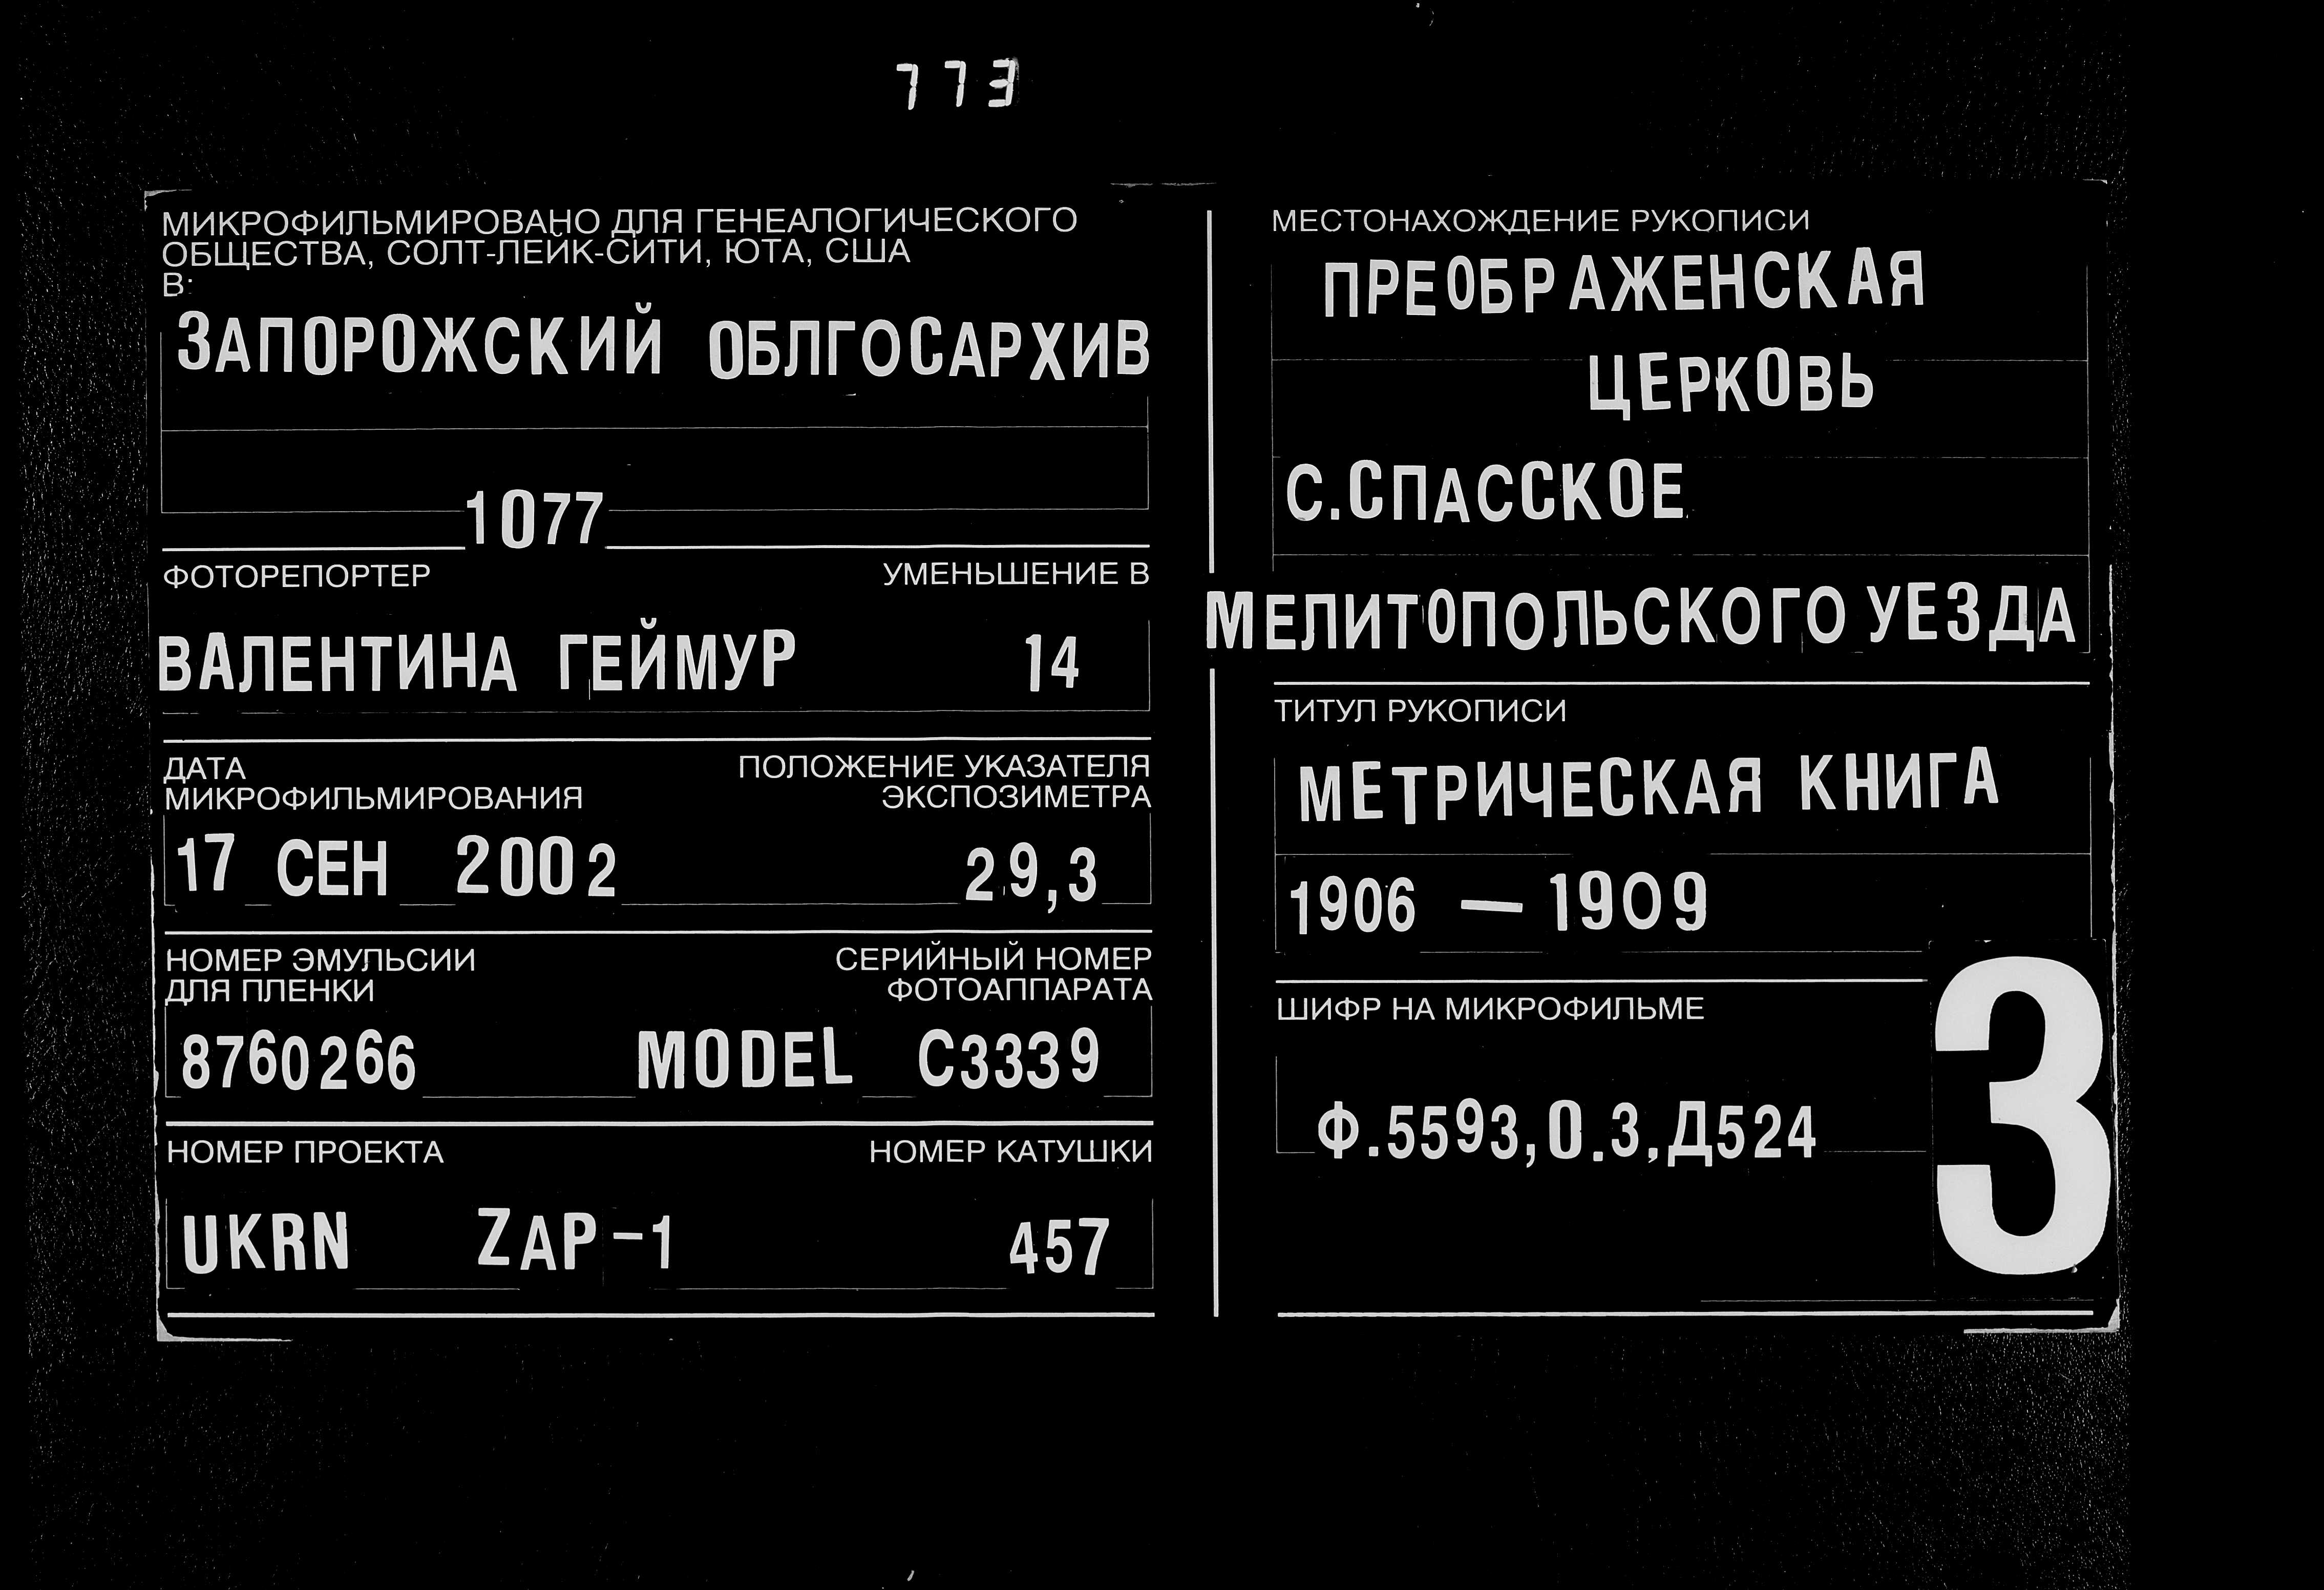 773
МИКРОФИЛЬМИРОВАНО ДЛЯ ГЕНЕАЛОГИЧЕСКОГО
ОБЩЕСТВА, СОЛТ-ЛЕЙК-СИТИ, ЮТА, США
В:
ЗАПОРОЖСКИЙ ОБЛГОСАРХИВ
1077
ФОТОРЕПОРТЕР УМЕНЬШЕНИЕ В
ВАЛЕНТИНА ГЕЙМУР 14
ДАТА
МИКРОФИЛЬМИРОВАНИЯ
ПОЛОЖЕНИЕ УКАЗАТЕЛЯ
ЭКСПОЗИМЕТРА
17 СЕН 2002 29,3
НОМЕР ЭМУЛЬСИИ
ДЛЯ ПЛЕНКИ
СЕРИЙНЫЙ НОМЕР
ФОТОАППАРАТА
8760266 MODEL C3339
НОМЕР ПРОЕКТА НОМЕР КАТУШКИ
UKRN ZAP-1 457
МЕСТОНАХОЖДЕНИЕ РУКОПИСИ
ПРЕОБРАЖЕНСКАЯ
ЦЕРКОВЬ
С.СПАССКОЕ
МЕЛИТОПОЛЬСКОГО УЕЗДА
ТИТУЛ РУКОПИСИ
МЕТРИЧЕСКАЯ КНИГА
1906 — 1909
ШИФР НА МИКРОФИЛЬМЕ
Ф.5593,О.3,Д524
3